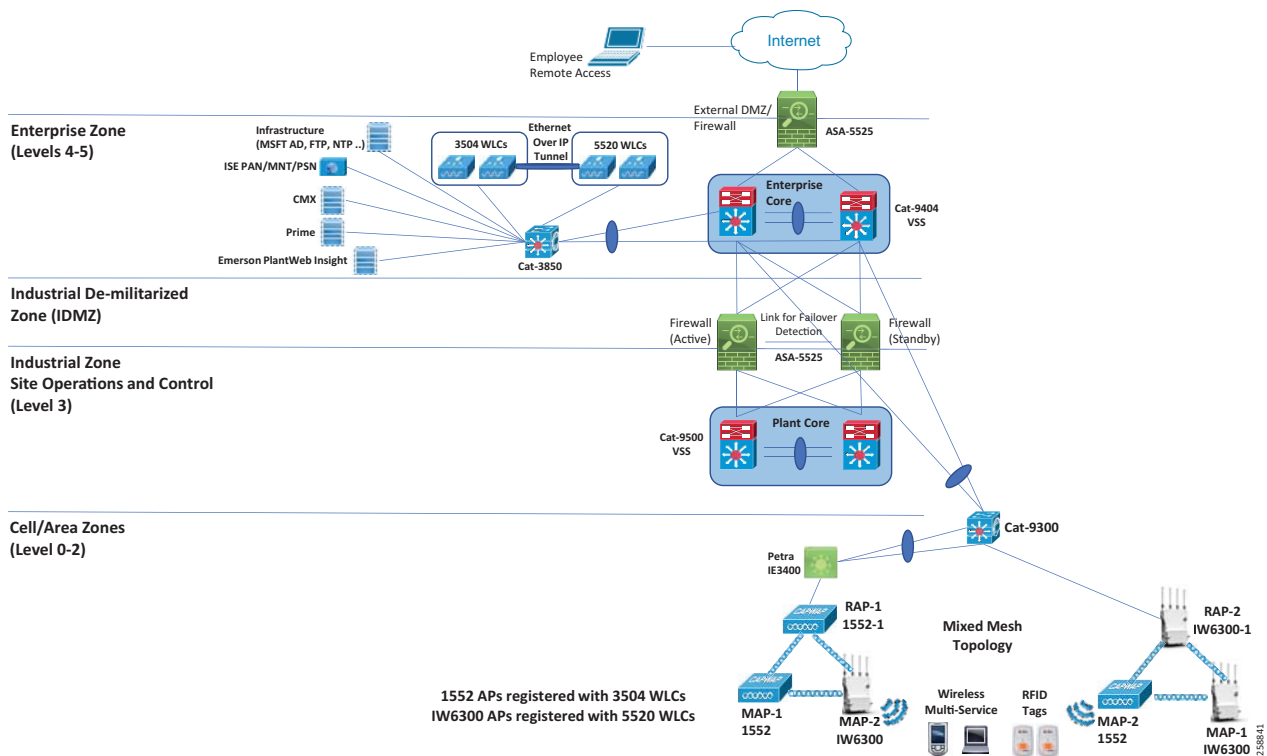 Internet
Employee
Remote Access
External DMZ/
Firewall
ASA-5525
Enterprise Zone
(Levels 4-5)
Infrastructure
(MSFT AD, FTP, NTP ..)
ISE PAN/MNT/PSN
CMX
Prime
Emerson PlantWeb Insight
3504 WLCs
Ethernet
Over IP
Tunnel
5520 WLCs
Cat-3850
Enterprise
Core
Cat-9404
VSS
Industrial De-militarized
Zone (IDMZ)
Firewall
(Active)
Link for Failover
Detection
ASA-5525
Firewall
(Standby)
Industrial Zone
Site Operations and Control
(Level 3)
Cat-9500
VSS
Plant Core
Cell/Area Zones
(Level 0-2)
Cat-9300
Petra
IE3400
CAPWAP
RAP-1
1552-1
Mixed Mesh
Topology
RAP-2
IW6300-1
1552 APs registered with 3504 WLCs
IW6300 APs registered with 5520 WLCs
CAPWAP
MAP-1
1552
MAP-2
IW6300
Wireless
Multi-Service
RFID
Tags
CAPWAP
MAP-2
1552
MAP-1
IW6300
258841